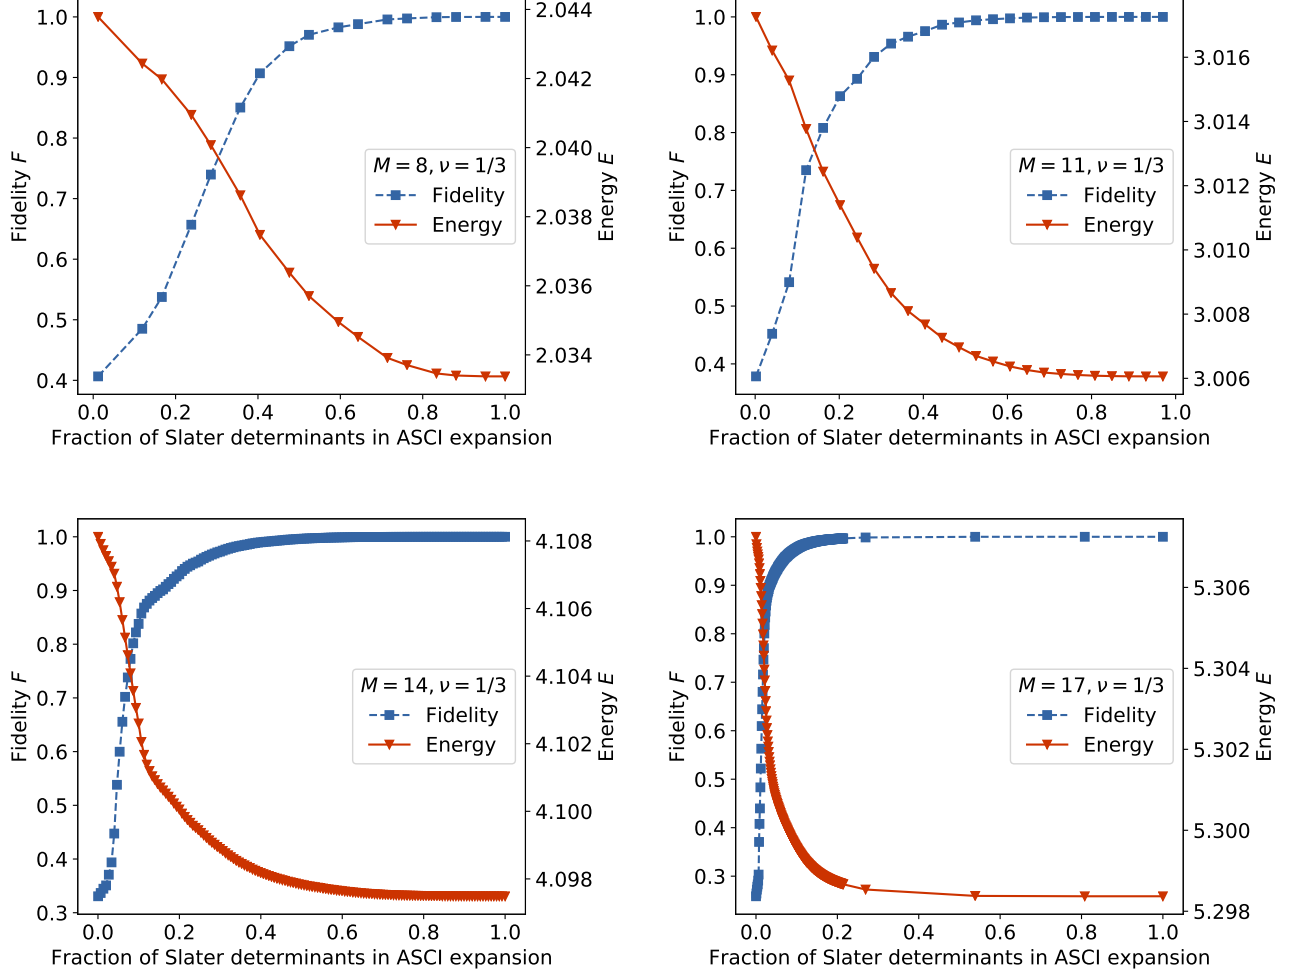 1.0
0.9
0.8
0.7
0.6
0.5
0.4
Fidelity F
0.0 0.2 0.4 0.6 0.8 1.0
Fraction of Slater determinants in ASCI expansion
2.044
2.042
2.040
2.038
2.036
2.034
Energy E
M = 8, ν = 1/3
Fidelity
Energy
1.0
0.9
0.8
0.7
0.6
0.5
0.4
Fidelity F
0.0 0.2 0.4 0.6 0.8 1.0
Fraction of Slater determinants in ASCI expansion
3.016
3.014
3.012
3.010
3.008
3.006
Energy E
M = 11, ν = 1/3
Fidelity
Energy
1.0
0.9
0.8
0.7
0.6
0.5
0.4
0.3
Fidelity F
0.0 0.2 0.4 0.6 0.8 1.0
Fraction of Slater determinants in ASCI expansion
4.108
4.106
4.104
4.102
4.100
4.098
Energy E
M = 14, ν = 1/3
Fidelity
Energy
1.0
0.9
0.8
0.7
0.6
0.5
0.4
0.3
Fidelity F
0.0 0.2 0.4 0.6 0.8 1.0
Fraction of Slater determinants in ASCI expansion
5.306
5.304
5.302
5.300
5.298
Energy E
M = 17, ν = 1/3
Fidelity
Energy